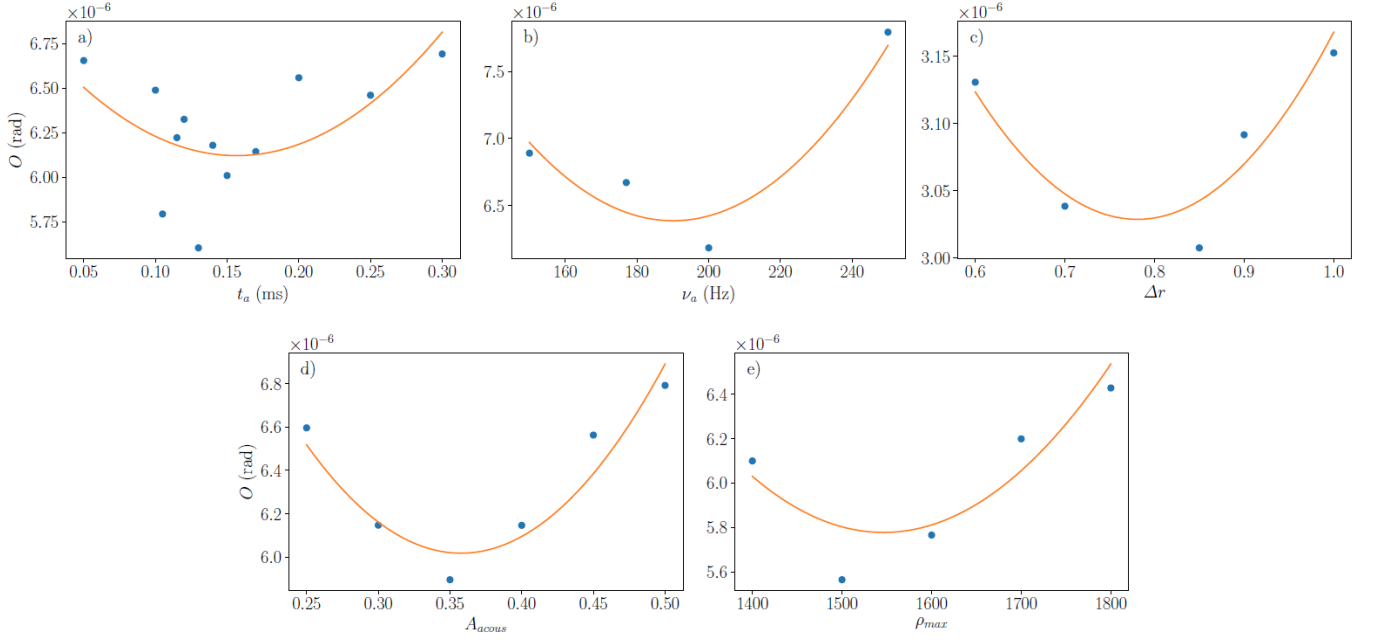 ×10⁻⁶
a)
6.75
6.50
6.25
6.00
5.75
O (rad)
0.05 0.10 0.15 0.20 0.25 0.30
t_a (ms)
×10⁻⁶
b)
7.5
7.0
6.5
160 180 200 220 240
ν_a (Hz)
×10⁻⁶
c)
3.15
3.10
3.05
3.00
0.6 0.7 0.8 0.9 1.0
Δr
×10⁻⁶
d)
6.8
6.6
6.4
6.2
6.0
O (rad)
0.25 0.30 0.35 0.40 0.45 0.50
A_acous
×10⁻⁶
e)
6.4
6.2
6.0
5.8
5.6
1400 1500 1600 1700 1800
ρ_max